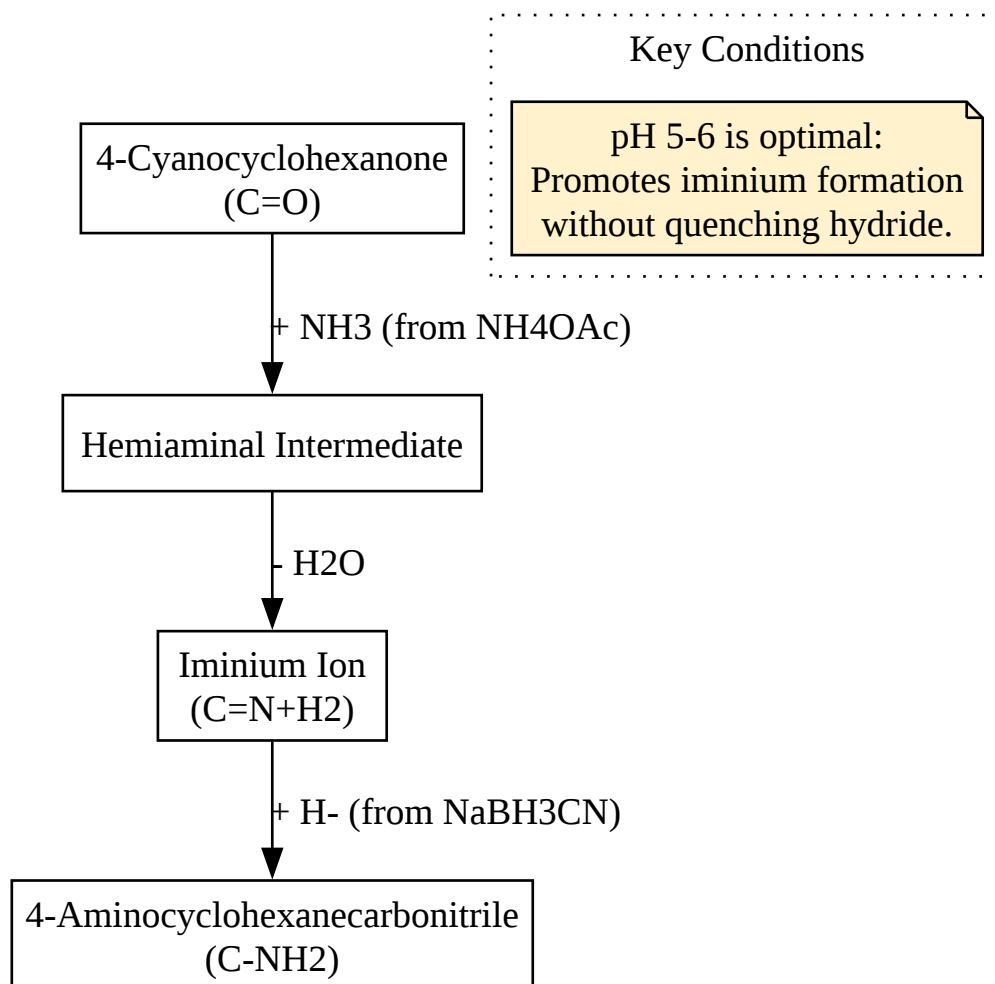 Key Conditions
pH 5-6 is optimal:
Promotes iminium formation
without quenching hydride.
4-Cyanocyclohexanone
(C=O)
+ NH3 (from NH4OAc)
Hemiaminal Intermediate
- H2O
Iminium Ion
(C=N+H2)
+ H- (from NaBH3CN)
4-Aminocyclohexanecarbonitrile
(C-NH2)